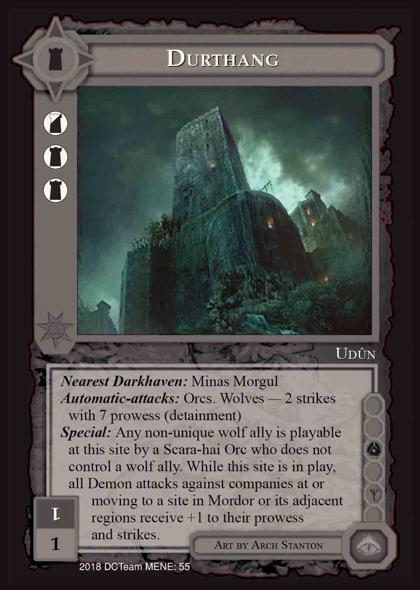 DURTHANG
UDÛN
Nearest Darkhaven: Minas Morgul
Automatic-attacks: Orcs. Wolves — 2 strikes
with 7 prowess (detainment)
Special: Any non-unique wolf ally is playable
at this site by a Scara-hai Orc who does not
control a wolf ally. While this site is in play,
all Demon attacks against companies at or
moving to a site in Mordor or its adjacent
regions receive +1 to their prowess
and strikes.
1
1
ART BY ARCH STANTON
2018 DCTeam MENE: 55